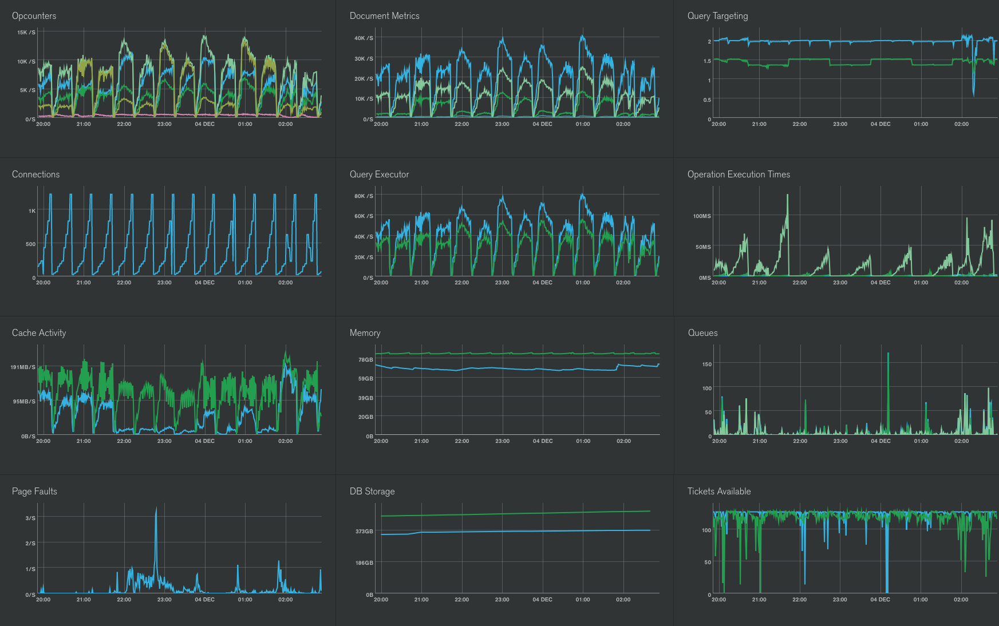 Opcounters
15K /S
10K /S
5K /S
0/S
20:00 21:00 22:00 23:00 04 DEC 01:00 02:00
Document Metrics
40K /S
30K /S
20K /S
10K /S
0/S
20:00 21:00 22:00 23:00 04 DEC 01:00 02:00
Query Targeting
2
1.5
1
0.5
0
20:00 21:00 22:00 23:00 04 DEC 01:00 02:00
Connections
1K
500
0
20:00 21:00 22:00 23:00 04 DEC 01:00 02:00
Query Executor
80K /S
60K /S
40K /S
20K /S
0/S
20:00 21:00 22:00 23:00 04 DEC 01:00 02:00
Operation Execution Times
100MS
50MS
0MS
20:00 21:00 22:00 23:00 04 DEC 01:00 02:00
Cache Activity
191MB/S
95MB/S
0B/S
20:00 21:00 22:00 23:00 04 DEC 01:00 02:00
Memory
78GB
59GB
39GB
20GB
0B
20:00 21:00 22:00 23:00 04 DEC 01:00 02:00
Queues
150
100
50
0
20:00 21:00 22:00 23:00 04 DEC 01:00 02:00
Page Faults
3/S
2/S
1/S
0/S
20:00 21:00 22:00 23:00 04 DEC 01:00 02:00
DB Storage
373GB
186GB
0B
20:00 21:00 22:00 23:00 04 DEC 01:00 02:00
Tickets Available
100
50
0
20:00 21:00 22:00 23:00 04 DEC 01:00 02:00